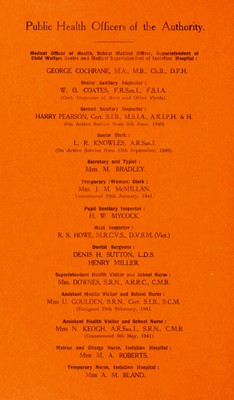 Public Health Officers of the Authority.
Medical Officer of Health, School Medical Officer, Superintendent of
Child Welfare Centre and Medical Superintendent of Isolation Hospital :
GEORGE COCHRANE, M.A., M.B., Ch.B., D.P.H.
Senior Sanitary Inspector :
W. G. COATES, F.R.San.I., F.S.I.A.
(Cert. Inspector of Meat and Other Foods).
Second Sanitary Inspector :
HARRY PEARSON, Cert. S.I.B., M.S.I.A., A.R.I.P.H. & H.
(On Active Service from 5th June, 1940).
Senior Clerk :
L. R. KNOWLES, A.R.San.I.
(On Active Service from 13th September, 1940).
Secretary and Typist :
Miss M. BRADLEY.
Temporary (Woman) Clerk :
Mrs. J. M. McMILLAN.
(Commenced 20th January, 1941).
Pupil Sanitary Inspector :
H. W. MYCOCK.
Meat Inspector :
R. S. HOWE, M.R.C.V.S., D.V.S.M. (Vict.)
Dental Surgeons :
DENIS H. SUTTON, L.D.S.
HENRY MILLER.
Superintendent Health Visitor and School Nurse :
Miss DOWNES, S.R.N., A.R.R.C., C.M.B.
Assistant Health Visitor and School Nurse :
Miss U. GOULDEN, S.R.N., Cert. S.I.B., S.C.M.
(Resigned 28th February, 1941).
Assistant Health Visitor and School Nurse :
Miss N. KEOGH, A.R.San.I., S.R.N., C.M.B.
(Commenced 5th May, 1941).
Matron and Charge Nurse, Isolation Hospital :
Miss M. A. ROBERTS.
Temporary Nurse, Isolation Hospital :
Miss A. M. BLAND.